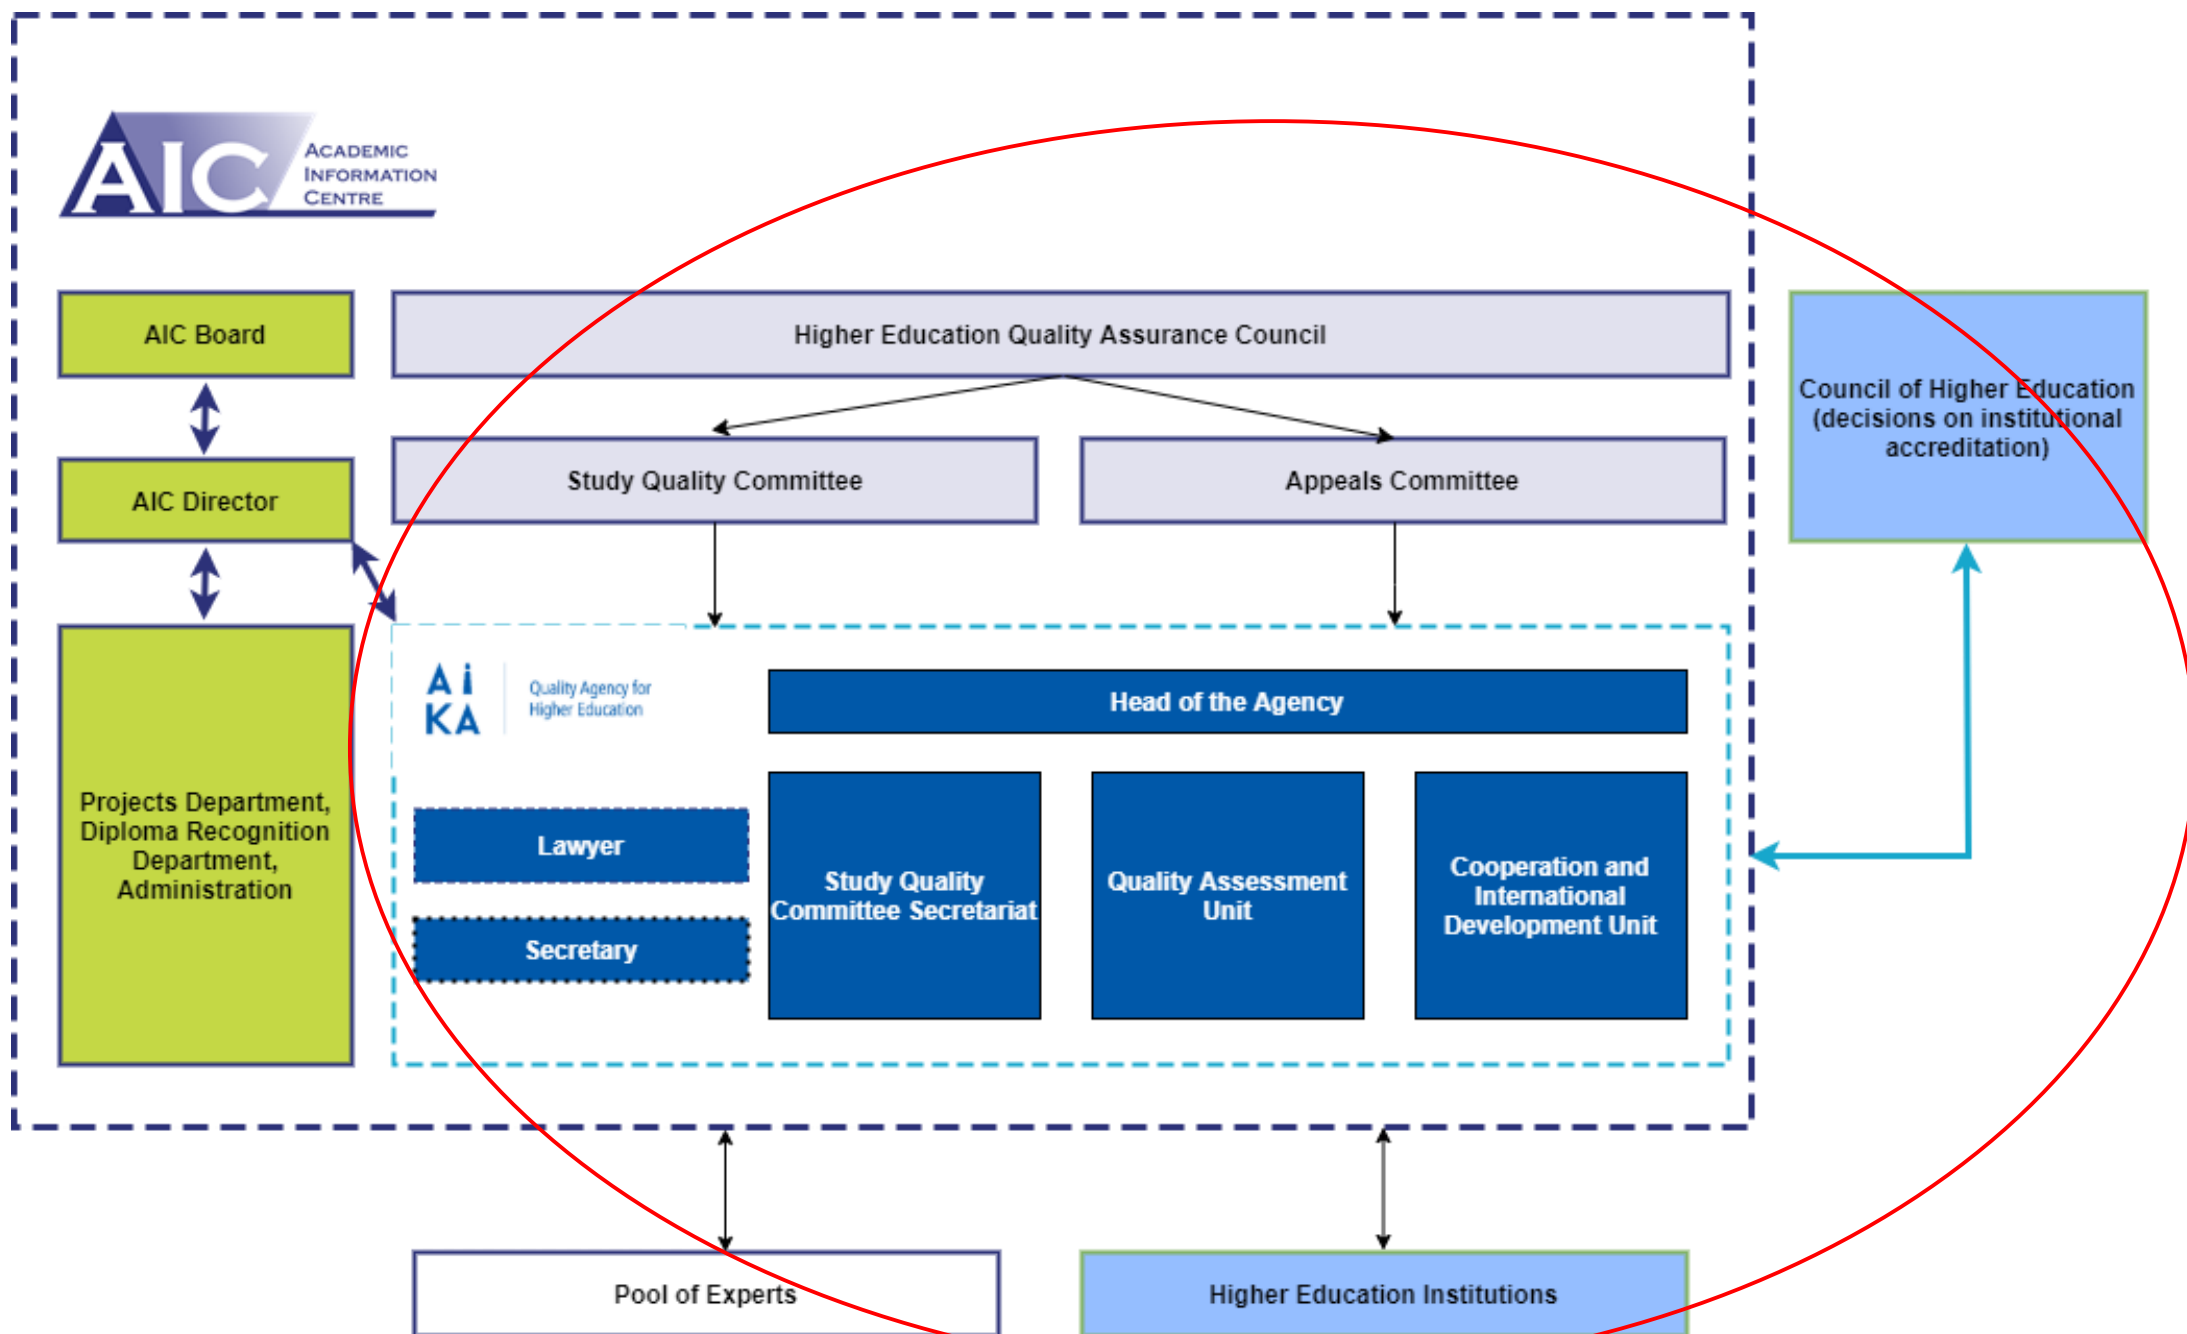 AIC
ACADEMIC
INFORMATION
CENTRE
AIC Board
Higher Education Quality Assurance Council
Council of Higher Education
(decisions on institutional
accreditation)
AIC Director
Study Quality Committee
Appeals Committee
Projects Department,
Diploma Recognition
Department,
Administration
AiKA
Quality Agency for
Higher Education
Head of the Agency
Lawyer
Secretary
Study Quality
Committee Secretariat
Quality Assessment
Unit
Cooperation and
International
Development Unit
Pool of Experts
Higher Education Institutions